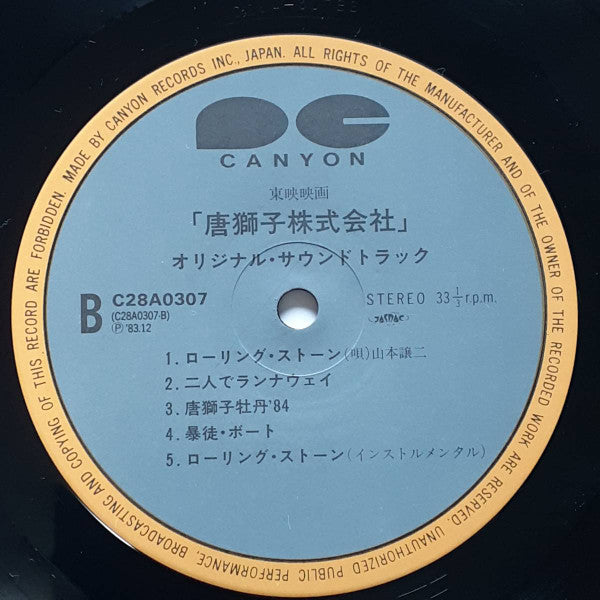 MADE BY CANYON RECORDS INC., JAPAN. ALL RIGHTS OF THE MANUFACTURER AND OF THE OWNER OF THE RECORDED WORK ARE RESERVED. UNAUTHORIZED PUBLIC PERFORMANCE, BROADCASTING AND COPYING OF THIS RECORD ARE FORBIDDEN.
CANYON
東映映画
「唐獅子株式会社」
オリジナル・サウンドトラック
B
C28A0307
(C28A0307-B)
Ⓟ '83.12
STEREO 33 1/3 r.p.m.
JASRAC
1. ローリング・ストーン(唄)山本譲二
2. 二人でランナウェイ
3. 唐獅子牡丹'84
4. 暴徒・ボート
5. ローリング・ストーン(インストルメンタル)